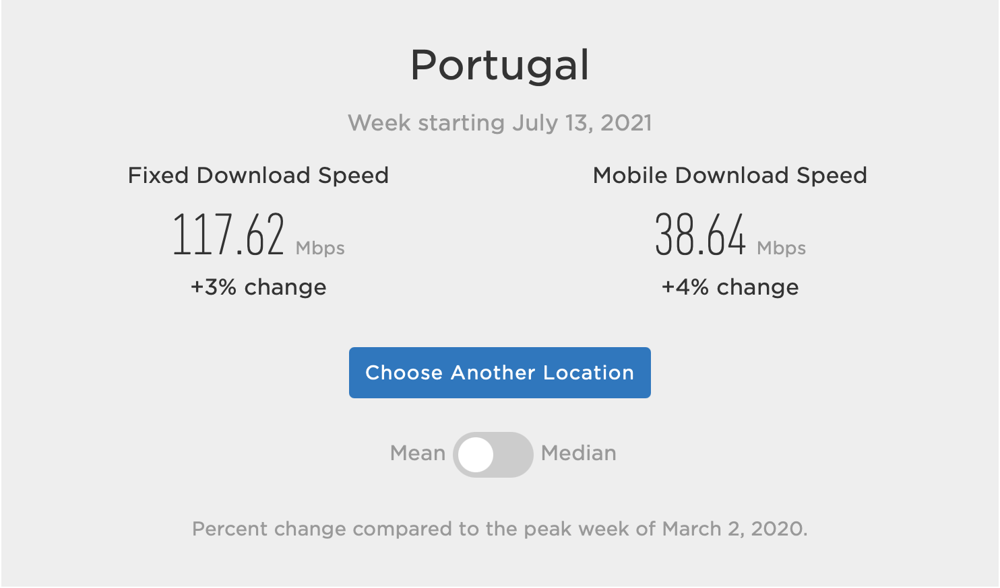 Portugal
Week starting July 13, 2021
Fixed Download Speed
117.62 Mbps
+3% change
Mobile Download Speed
38.64 Mbps
+4% change
Choose Another Location
Mean Median
Percent change compared to the peak week of March 2, 2020.